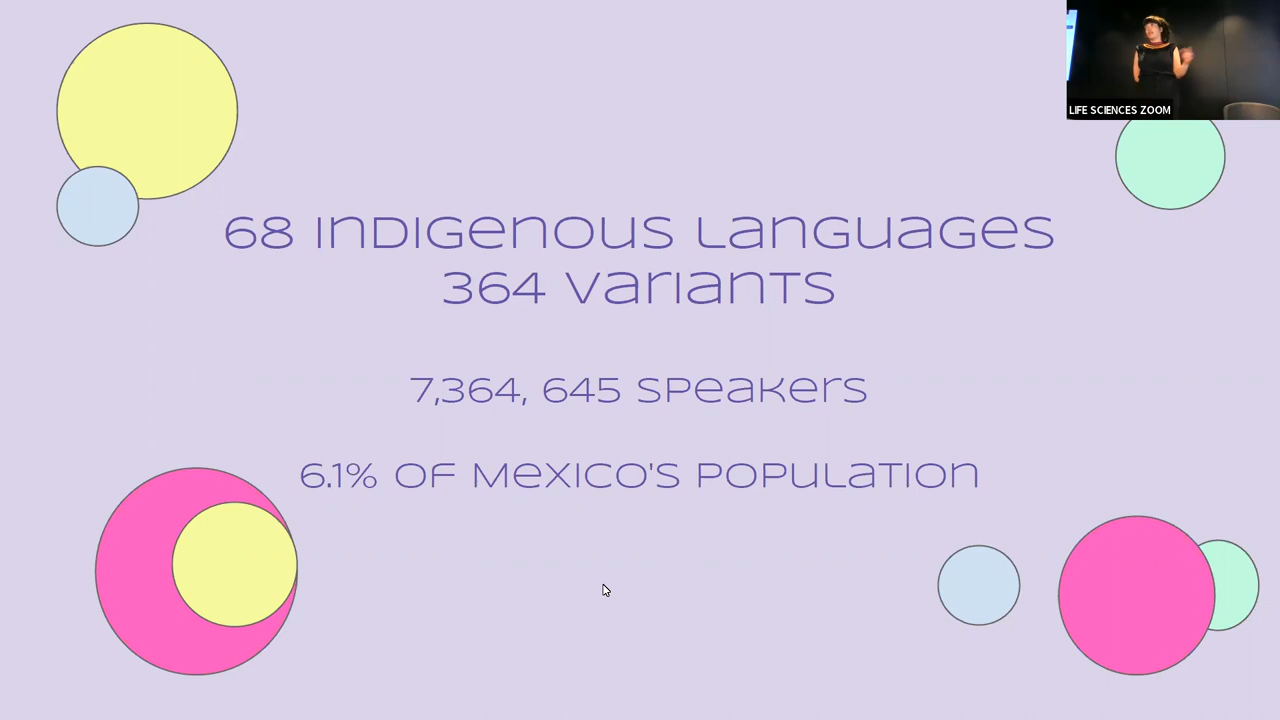 LIFE SCIENCES ZOOM
68 Indigenous Languages
364 Variants
7,364, 645 Speakers
6.1% of Mexico's population